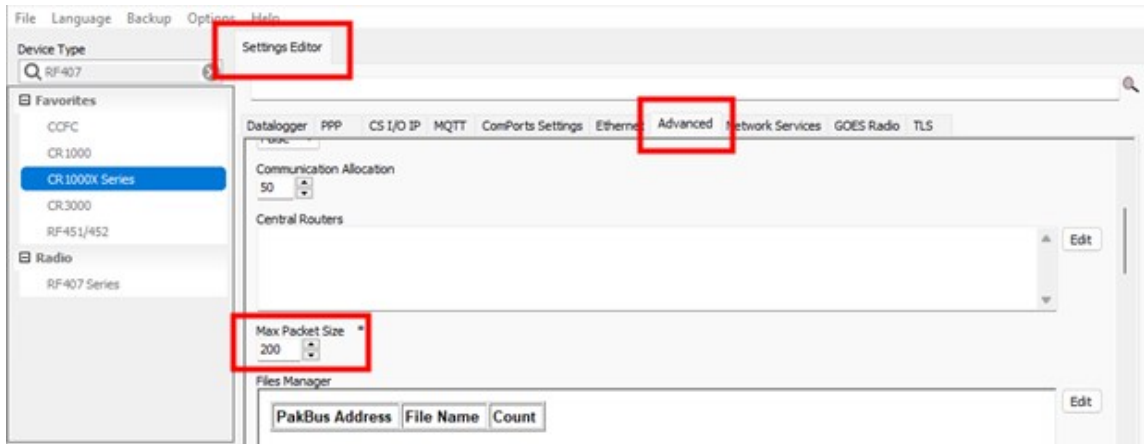 File Language Backup Options Help
Device Type
RF407
Favorites
CCFC
CR1000
CR1000X Series
CR3000
RF451/452
Radio
RF407 Series
Settings Editor
Datalogger PPP CS I/O IP MQTT ComPorts Settings Ethernet Advanced Network Services GOES Radio TLS
Communication Allocation
50
Central Routers
Edit
Max Packet Size *
200
Files Manager
PakBus Address File Name Count
Edit